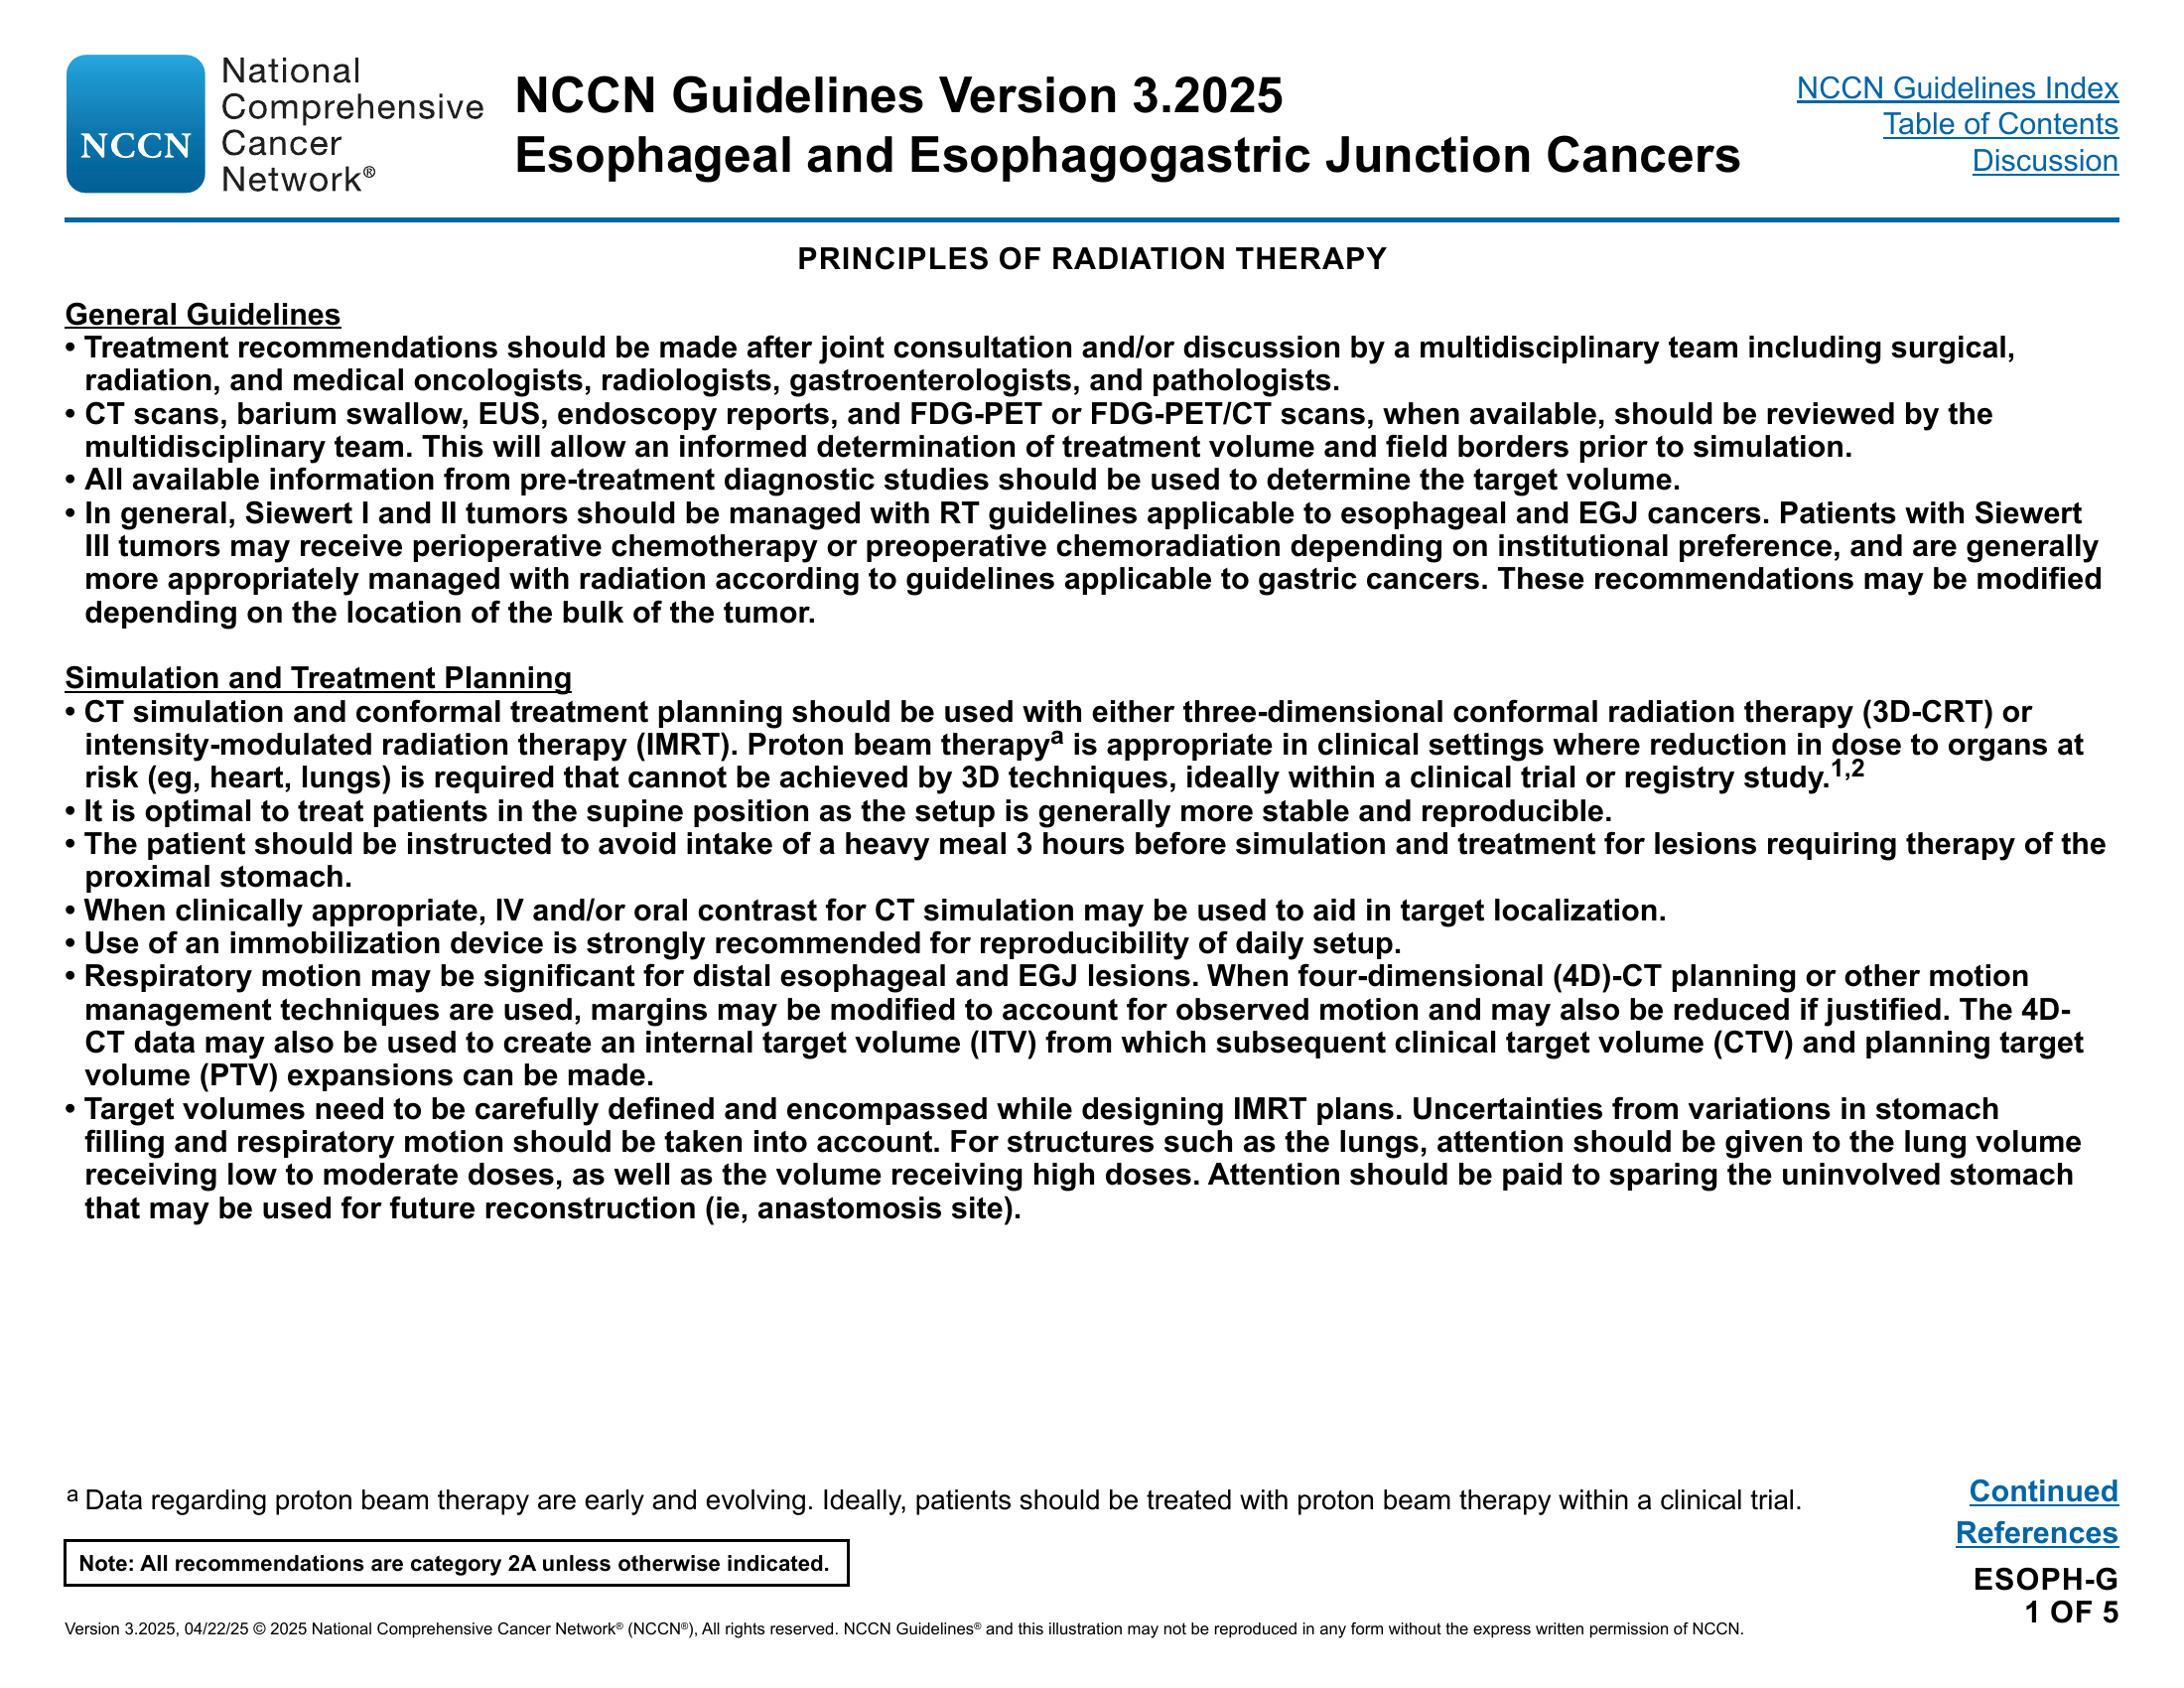 National
Comprehensive
Cancer
Network®
NCCN
NCCN Guidelines Version 3.2025
Esophageal and Esophagogastric Junction Cancers
NCCN Guidelines Index
Table of Contents
Discussion
PRINCIPLES OF RADIATION THERAPY
General Guidelines
• Treatment recommendations should be made after joint consultation and/or discussion by a multidisciplinary team including surgical,
radiation, and medical oncologists, radiologists, gastroenterologists, and pathologists.
• CT scans, barium swallow, EUS, endoscopy reports, and FDG-PET or FDG-PET/CT scans, when available, should be reviewed by the
multidisciplinary team. This will allow an informed determination of treatment volume and field borders prior to simulation.
• All available information from pre-treatment diagnostic studies should be used to determine the target volume.
• In general, Siewert I and II tumors should be managed with RT guidelines applicable to esophageal and EGJ cancers. Patients with Siewert
III tumors may receive perioperative chemotherapy or preoperative chemoradiation depending on institutional preference, and are generally
more appropriately managed with radiation according to guidelines applicable to gastric cancers. These recommendations may be modified
depending on the location of the bulk of the tumor.
Simulation and Treatment Planning
• CT simulation and conformal treatment planning should be used with either three-dimensional conformal radiation therapy (3D-CRT) or
intensity-modulated radiation therapy (IMRT). Proton beam therapyᵃ is appropriate in clinical settings where reduction in dose to organs at
risk (eg, heart, lungs) is required that cannot be achieved by 3D techniques, ideally within a clinical trial or registry study.1,2
• It is optimal to treat patients in the supine position as the setup is generally more stable and reproducible.
• The patient should be instructed to avoid intake of a heavy meal 3 hours before simulation and treatment for lesions requiring therapy of the
proximal stomach.
• When clinically appropriate, IV and/or oral contrast for CT simulation may be used to aid in target localization.
• Use of an immobilization device is strongly recommended for reproducibility of daily setup.
• Respiratory motion may be significant for distal esophageal and EGJ lesions. When four-dimensional (4D)-CT planning or other motion
management techniques are used, margins may be modified to account for observed motion and may also be reduced if justified. The 4D-
CT data may also be used to create an internal target volume (ITV) from which subsequent clinical target volume (CTV) and planning target
volume (PTV) expansions can be made.
• Target volumes need to be carefully defined and encompassed while designing IMRT plans. Uncertainties from variations in stomach
filling and respiratory motion should be taken into account. For structures such as the lungs, attention should be given to the lung volume
receiving low to moderate doses, as well as the volume receiving high doses. Attention should be paid to sparing the uninvolved stomach
that may be used for future reconstruction (ie, anastomosis site).
ᵃ Data regarding proton beam therapy are early and evolving. Ideally, patients should be treated with proton beam therapy within a clinical trial.
Continued
References
Note: All recommendations are category 2A unless otherwise indicated.
ESOPH-G
1 OF 5
Version 3.2025, 04/22/25 © 2025 National Comprehensive Cancer Network® (NCCN®), All rights reserved. NCCN Guidelines® and this illustration may not be reproduced in any form without the express written permission of NCCN.